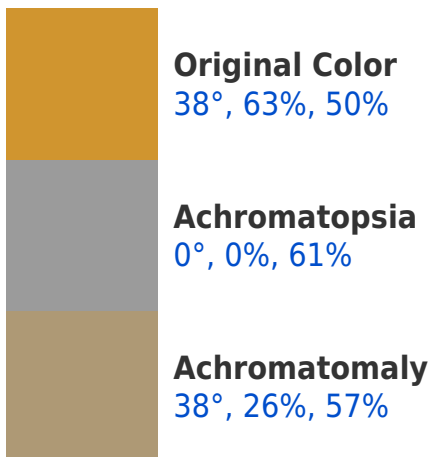 Original Color
38°, 63%, 50%
Achromatopsia
0°, 0%, 61%
Achromatomaly
38°, 26%, 57%